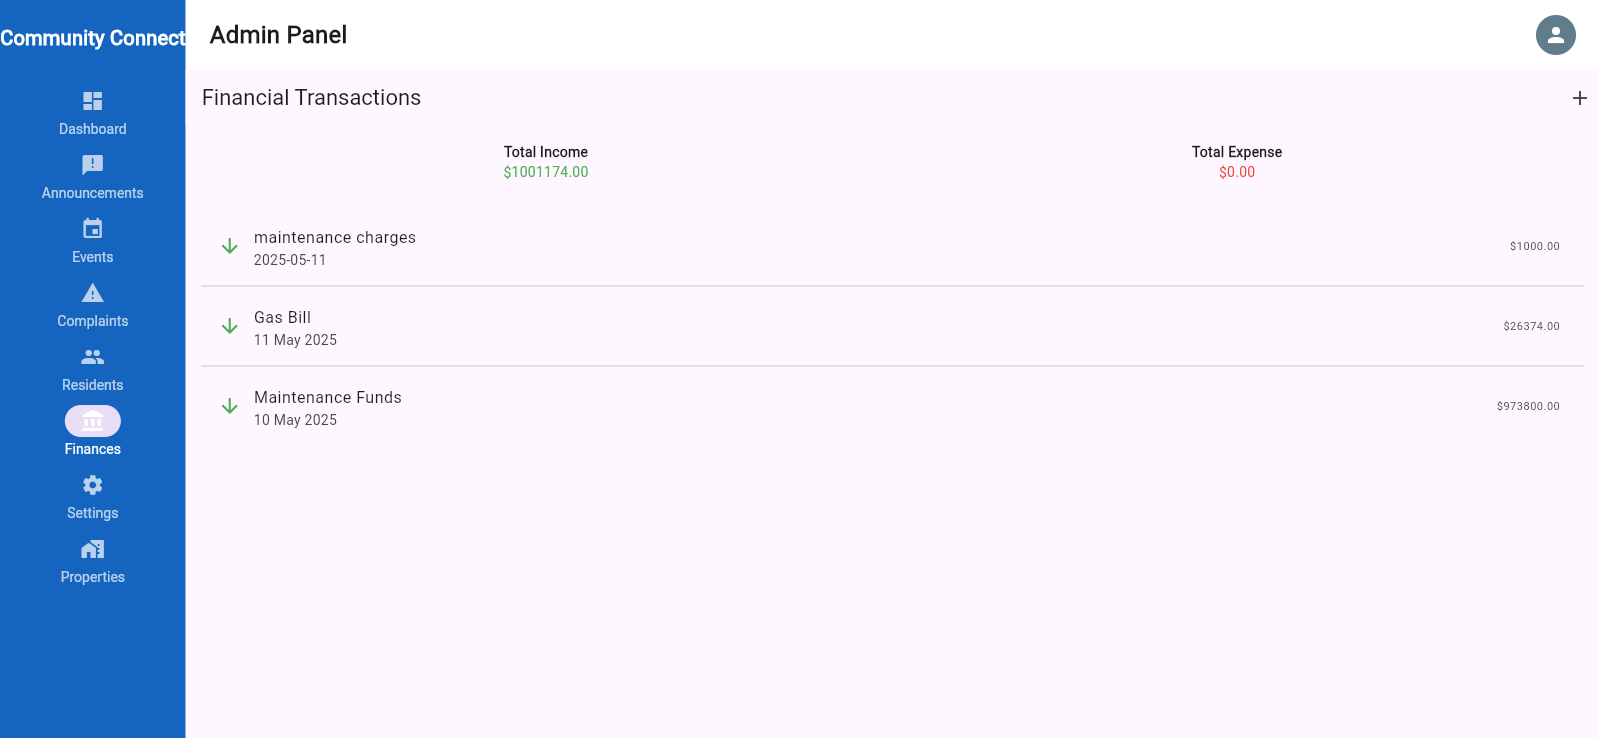 Community Connect
Admin Panel
Dashboard
Announcements
Events
Complaints
Residents
Finances
Settings
Properties
Financial Transactions
Total Income
$1001174.00
Total Expense
$0.00
maintenance charges
2025-05-11
$1000.00
Gas Bill
11 May 2025
$26374.00
Maintenance Funds
10 May 2025
$973800.00